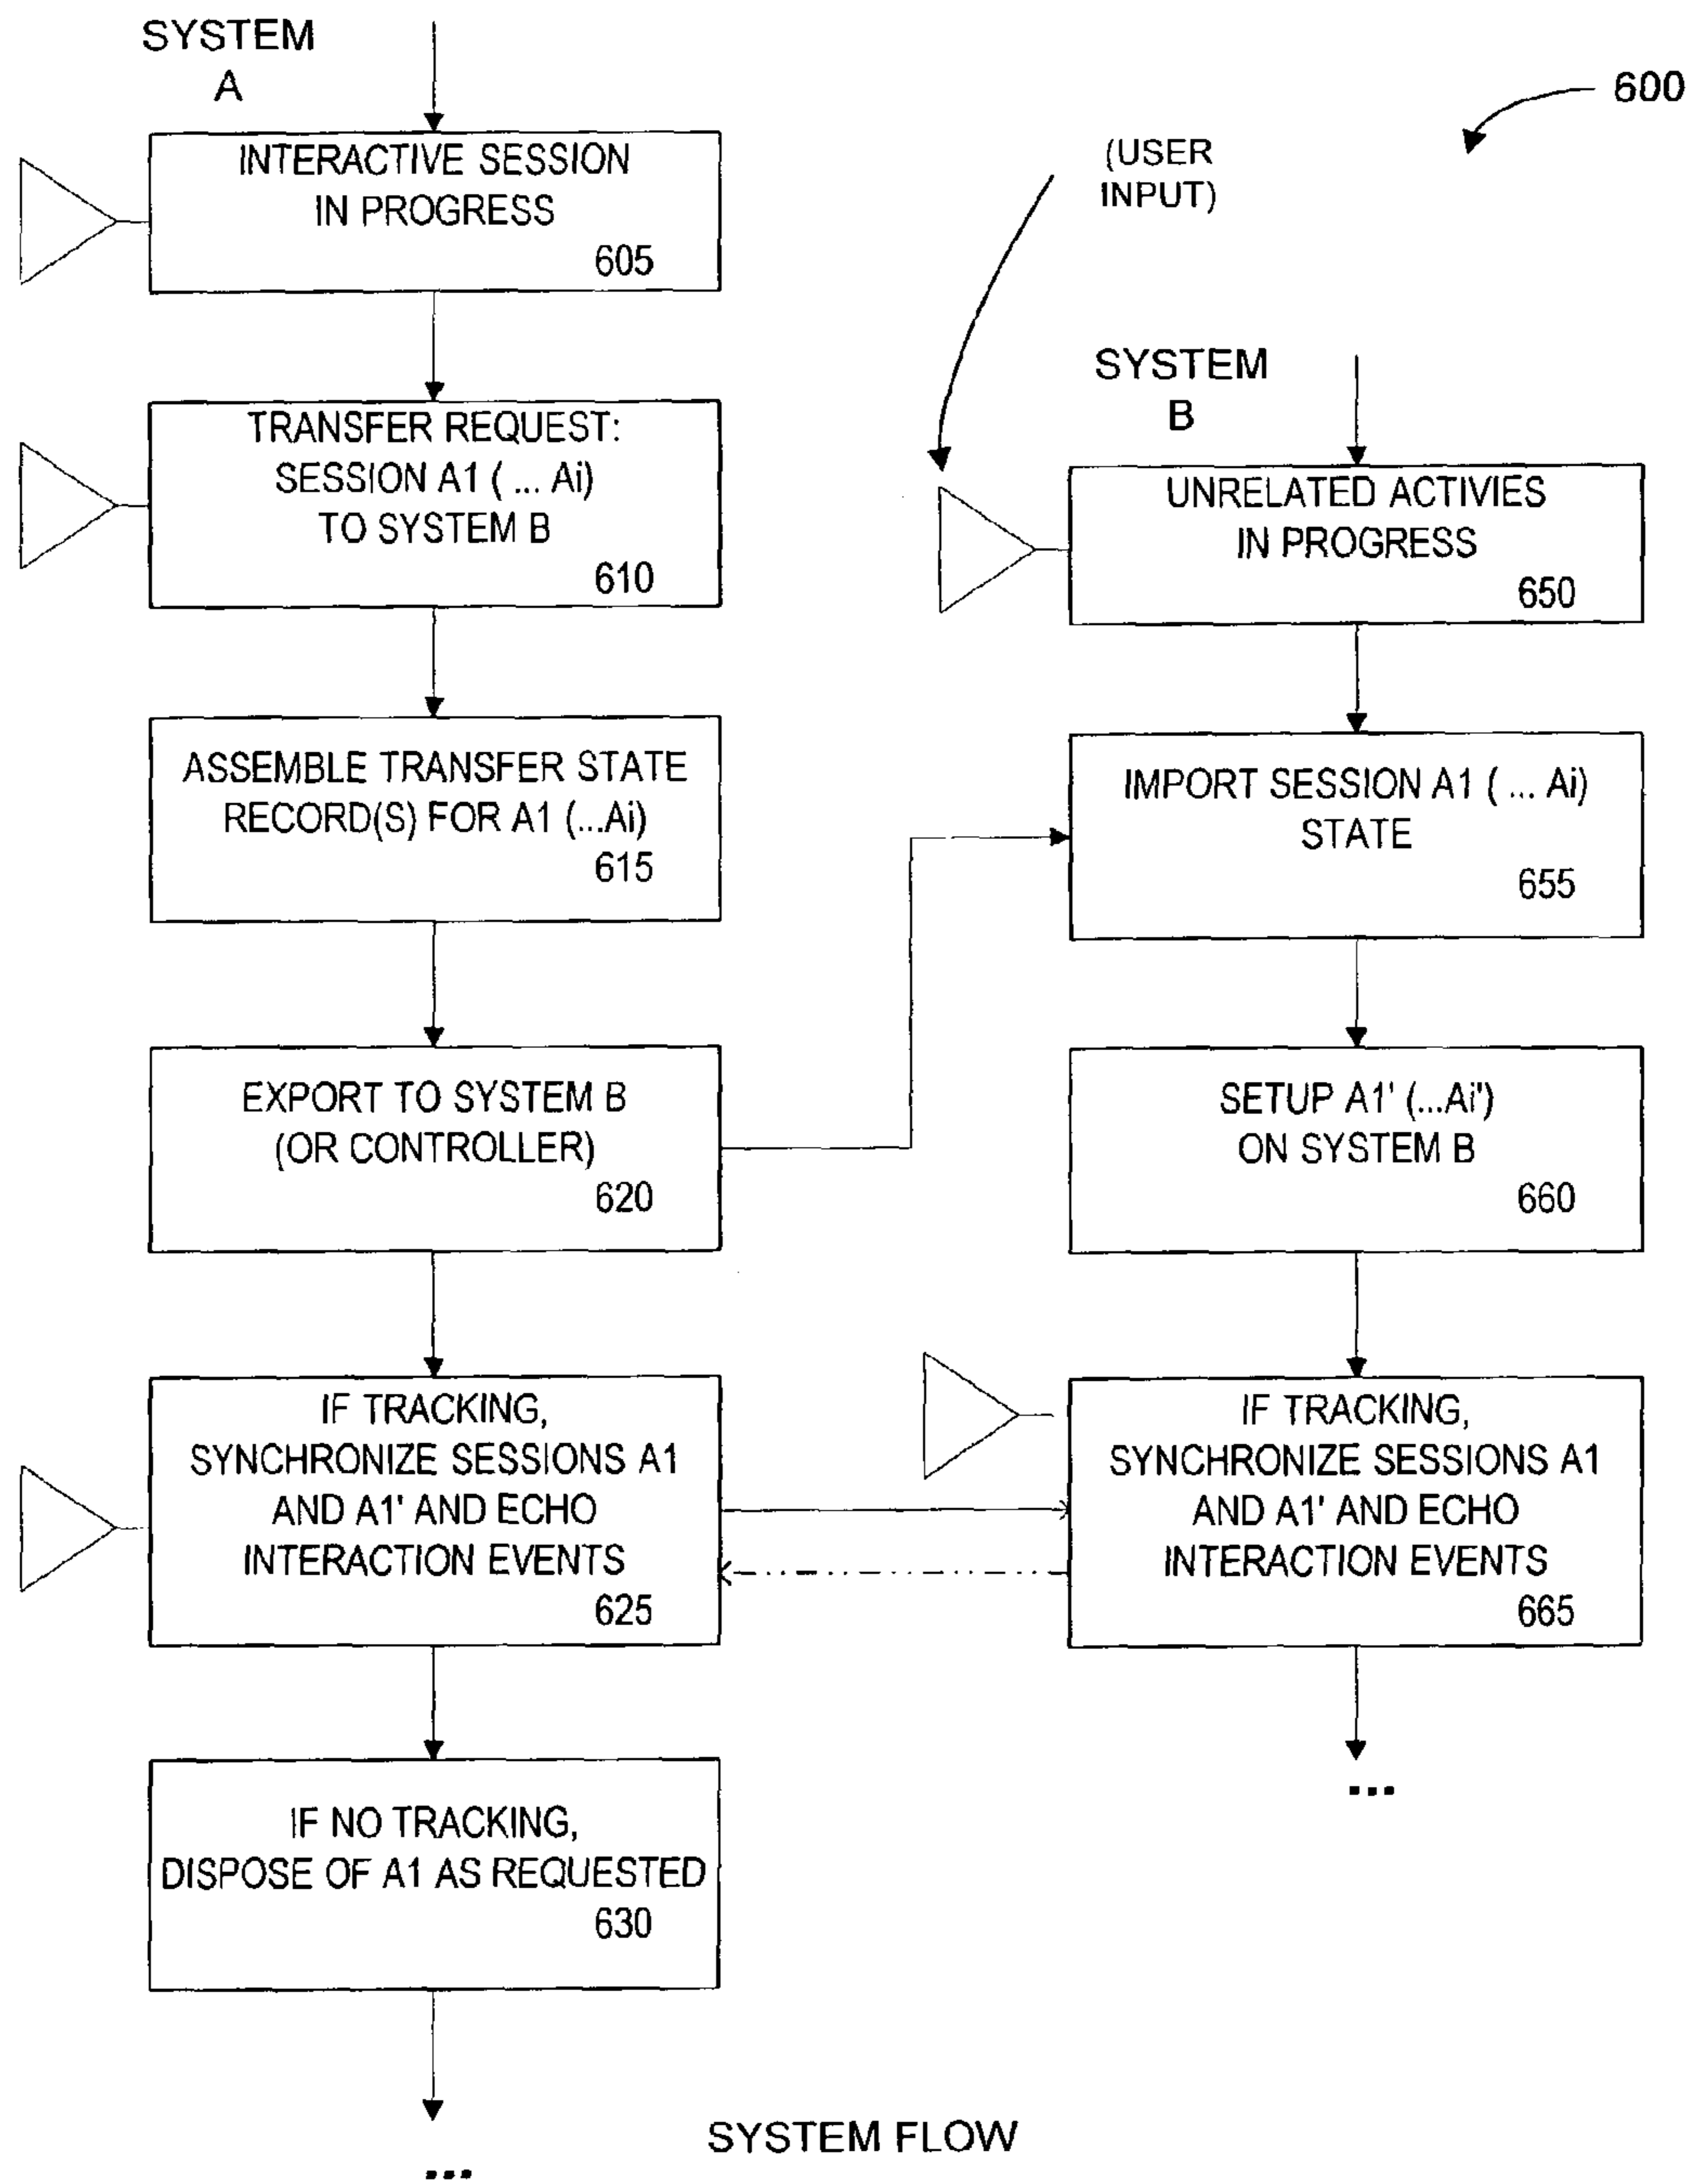 SYSTEM
A
INTERACTIVE SESSION
IN PROGRESS
605
TRANSFER REQUEST:
SESSION A1 ( ... Ai)
TO SYSTEM B
610
ASSEMBLE TRANSFER STATE
RECORD(S) FOR A1 (...Ai)
615
EXPORT TO SYSTEM B
(OR CONTROLLER)
620
IF TRACKING,
SYNCHRONIZE SESSIONS A1
AND A1' AND ECHO
INTERACTION EVENTS
625
IF NO TRACKING,
DISPOSE OF A1 AS REQUESTED
630
...
600
(USER
INPUT)
SYSTEM
B
UNRELATED ACTIVIES
IN PROGRESS
650
IMPORT SESSION A1 ( ... Ai)
STATE
655
SETUP A1' (...Ai')
ON SYSTEM B
660
IF TRACKING,
SYNCHRONIZE SESSIONS A1
AND A1' AND ECHO
INTERACTION EVENTS
665
...
SYSTEM FLOW